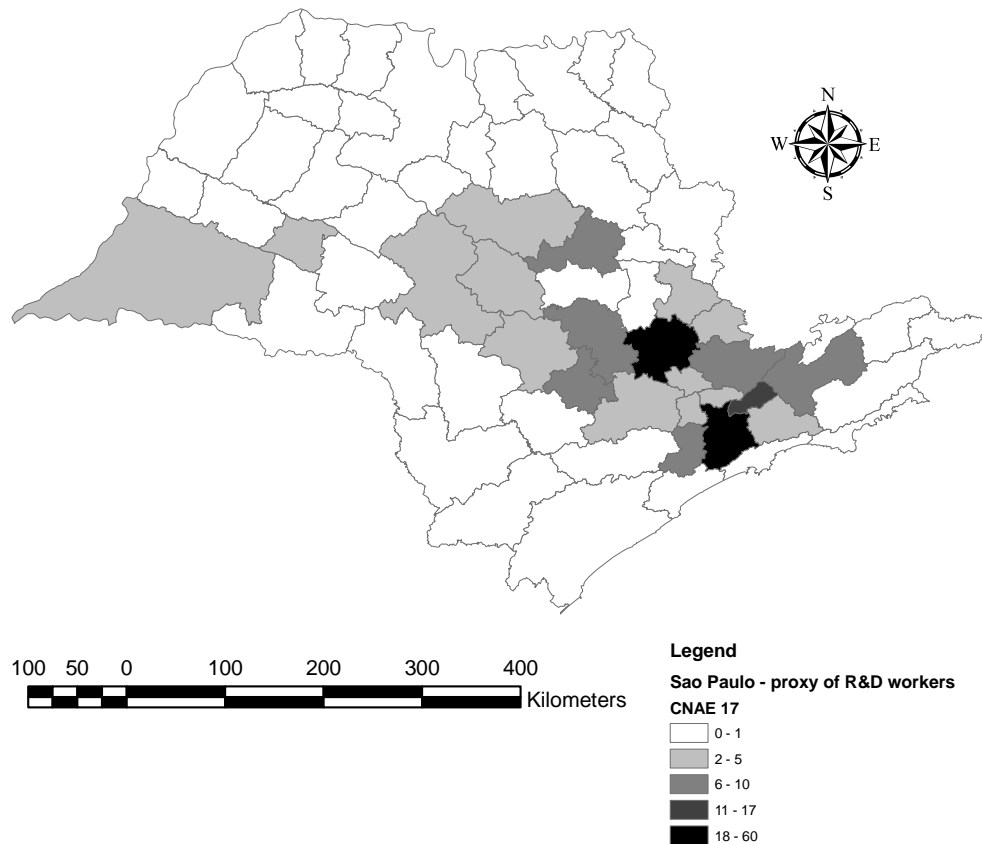 N
W E
S
100 50 0 100 200 300 400
Kilometers
Legend
Sao Paulo - proxy of R&D workers
CNAE 17
0 - 1
2 - 5
6 - 10
11 - 17
18 - 60